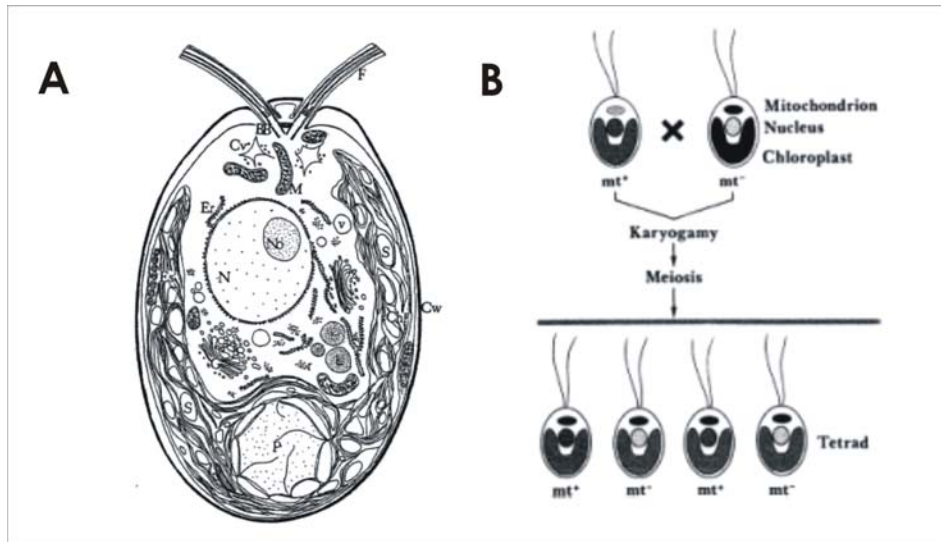 A
F
BB
Cv
M
Er
V
Nb
S
N
Cw
S
P
B
Mitochondrion
Nucleus
Chloroplast
mt+
mt-
Karyogamy
Meiosis
Tetrad
mt+
mt-
mt+
mt-